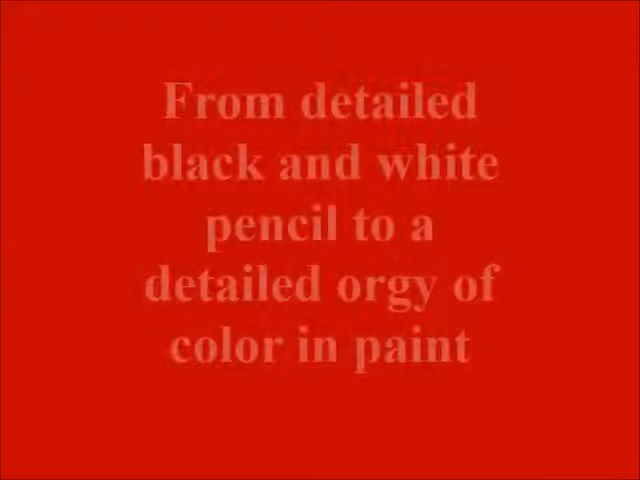 From detailed
black and white
pencil to a
detailed orgy of
color in paint